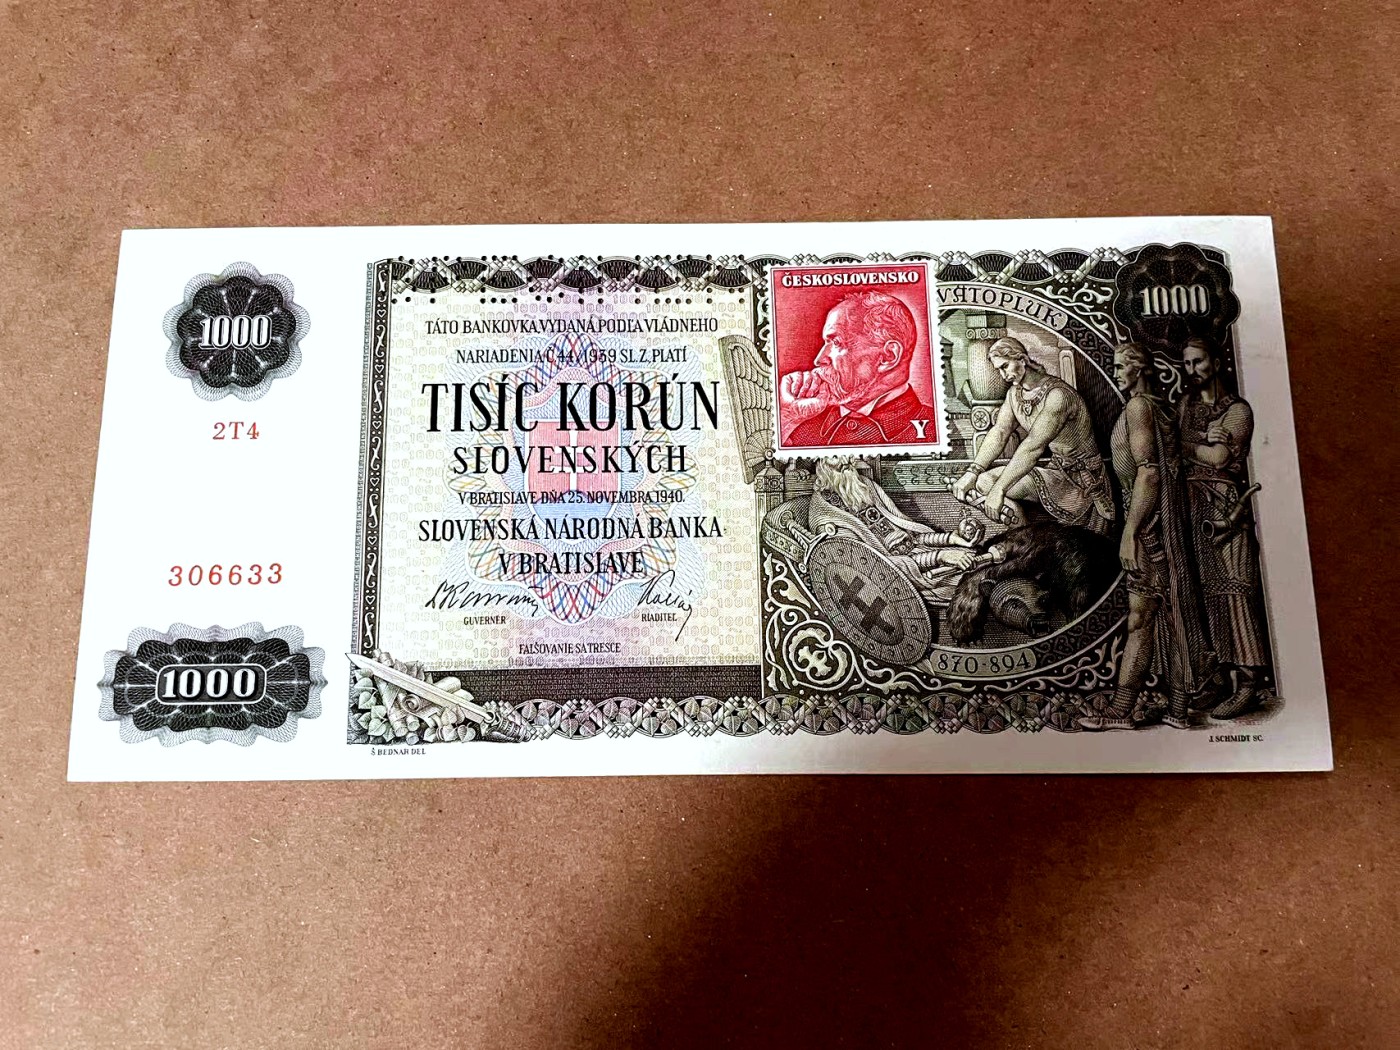 1000
2T4
306633
1000
TÁTO BANKOVKA VYDANÁ PODĽA VLÁDNEHO
NARIADENIA Č. 44/1939 SL. Z. PLATÍ
TISÍC KORÚN
SLOVENSKÝCH
V BRATISLAVE DŇA 25. NOVEMBRA 1940.
SLOVENSKÁ NÁRODNÁ BANKA
V BRATISLAVE
GUVERNER
RIADITEĽ
FALŠOVANIE SA TRESCE
Š BEDNÁR DEL
ČESKOSLOVENSKO
Y
VÄTOPLUK
1000
870-894
J. SCHMIDT SC.